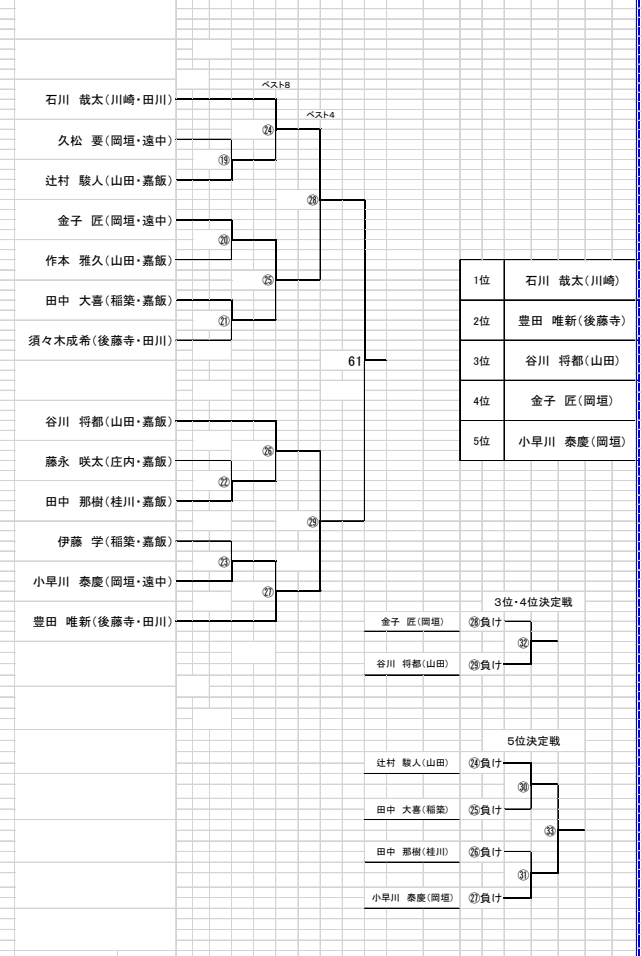 ベスト8
石川　哉太(川崎・田川)
ベスト4
㉔
久松　要(岡垣・遠中)
⑲
辻村　駿人(山田・嘉飯)
㉘
金子　匠(岡垣・遠中)
⑳
作本　雅久(山田・嘉飯)
㉕
田中　大喜(稲築・嘉飯)
㉑
須々木成希(後藤寺・田川)
61
1位　石川　哉太(川崎)
2位　豊田　唯新(後藤寺)
3位　谷川　将都(山田)
4位　金子　匠(岡垣)
5位　小早川　泰慶(岡垣)
谷川　将都(山田・嘉飯)
㉖
藤永　咲太(庄内・嘉飯)
㉒
田中　那樹(桂川・嘉飯)
㉙
伊藤　学(稲築・嘉飯)
㉓
小早川　泰慶(岡垣・遠中)
㉗
豊田　唯新(後藤寺・田川)
3位・4位決定戦
金子　匠(岡垣)　㉘負け
㉜
谷川　将都(山田)　㉙負け
5位決定戦
辻村　駿人(山田)　㉔負け
㉚
田中　大喜(稲築)　㉕負け
㉝
田中　那樹(桂川)　㉖負け
㉛
小早川　泰慶(岡垣)　㉗負け